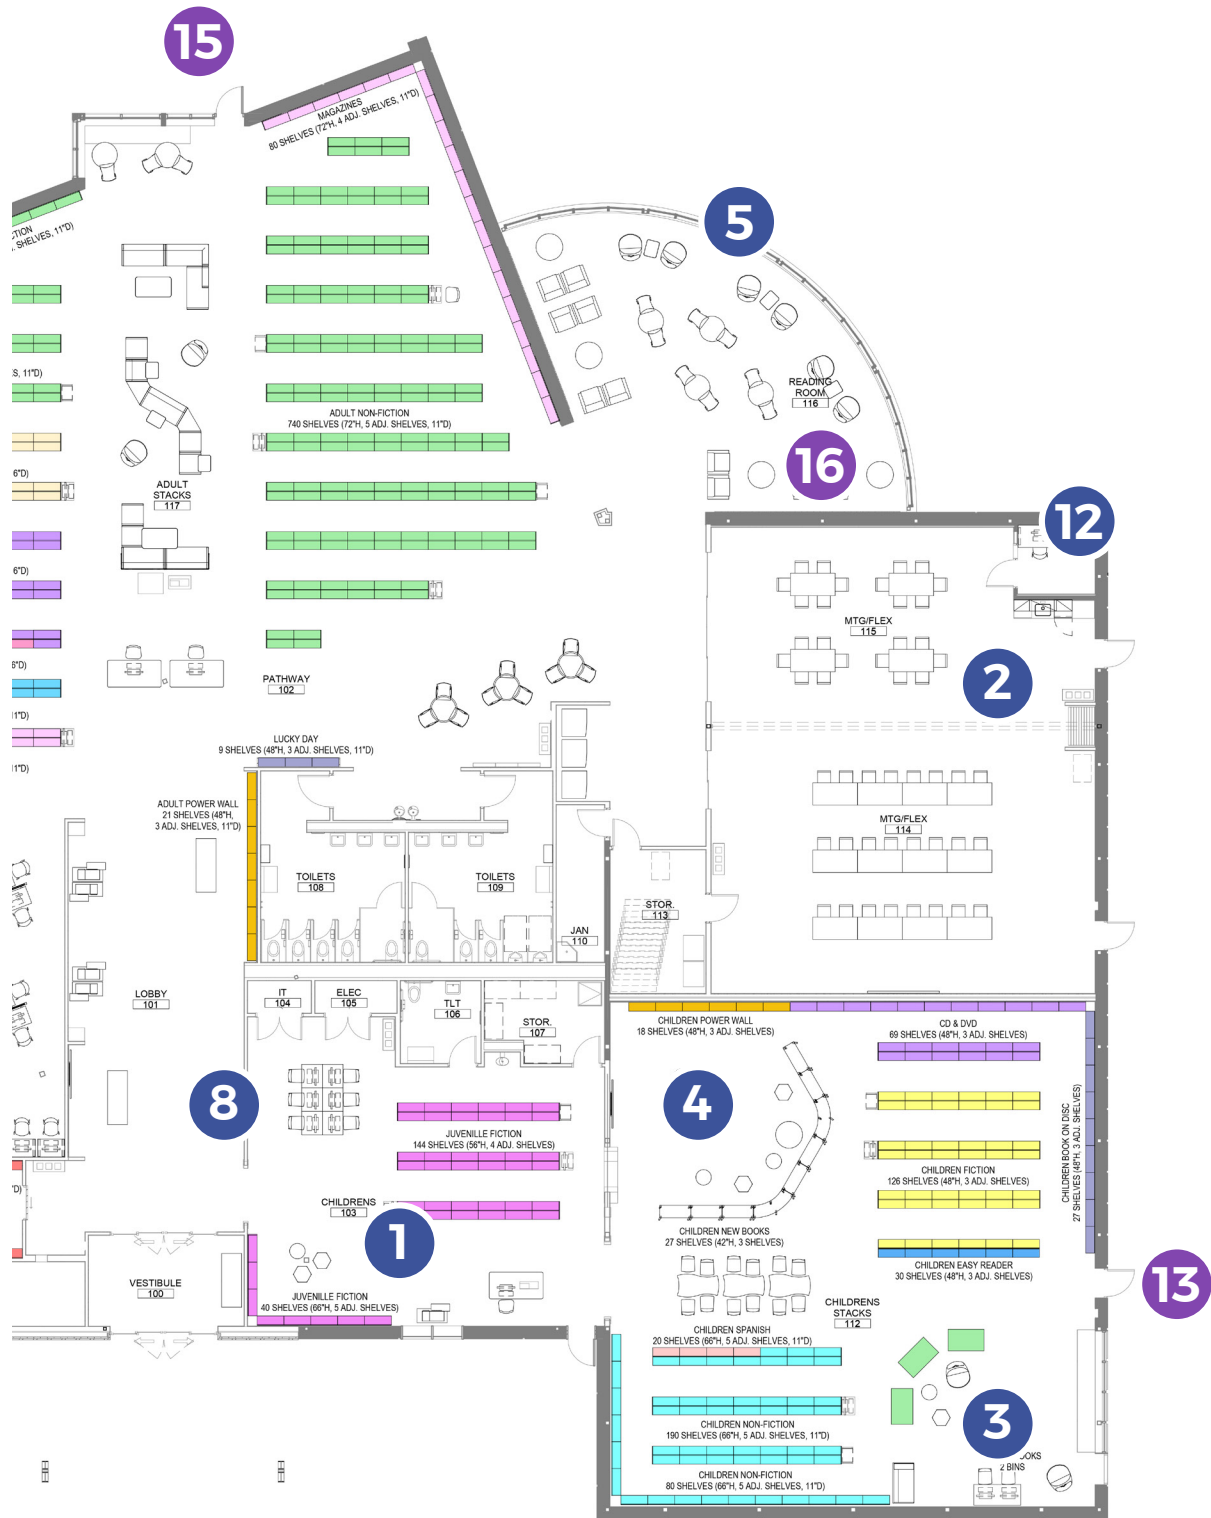 15
MAGAZINES
80 SHELVES (72"H, 4 ADJ. SHELVES, 11"D)
SHELVES, 11"D)
5
READING
ROOM
116
16
ADULT NON-FICTION
740 SHELVES (72"H, 5 ADJ. SHELVES, 11"D)
ADULT
STACKS
117
12
MTG/FLEX
115
2
PATHWAY
102
LUCKY DAY
9 SHELVES (48"H, 3 ADJ. SHELVES, 11"D)
ADULT POWER WALL
21 SHELVES (48"H,
3 ADJ. SHELVES, 11"D)
MTG/FLEX
114
TOILETS
108
TOILETS
109
STOR.
113
JAN
110
LOBBY
101
IT
104
ELEC
105
TLT
106
STOR.
107
CHILDREN POWER WALL
18 SHELVES (48"H, 3 ADJ. SHELVES)
CD & DVD
69 SHELVES (48"H, 3 ADJ. SHELVES)
8
4
JUVENILLE FICTION
144 SHELVES (56"H, 4 ADJ. SHELVES)
CHILDREN FICTION
126 SHELVES (48"H, 3 ADJ. SHELVES)
CHILDREN BOOK ON DISC
27 SHELVES (48"H, 3 ADJ. SHELVES)
CHILDRENS
103
1
CHILDREN NEW BOOKS
27 SHELVES (42"H, 3 SHELVES)
CHILDREN EASY READER
30 SHELVES (48"H, 3 ADJ. SHELVES)
VESTIBULE
100
13
JUVENILLE FICTION
40 SHELVES (66"H, 5 ADJ. SHELVES)
CHILDRENS
STACKS
112
CHILDREN SPANISH
20 SHELVES (66"H, 5 ADJ. SHELVES, 11"D)
3
CHILDREN NON-FICTION
190 SHELVES (66"H, 5 ADJ. SHELVES, 11"D)
BINS
CHILDREN NON-FICTION
80 SHELVES (66"H, 5 ADJ. SHELVES, 11"D)